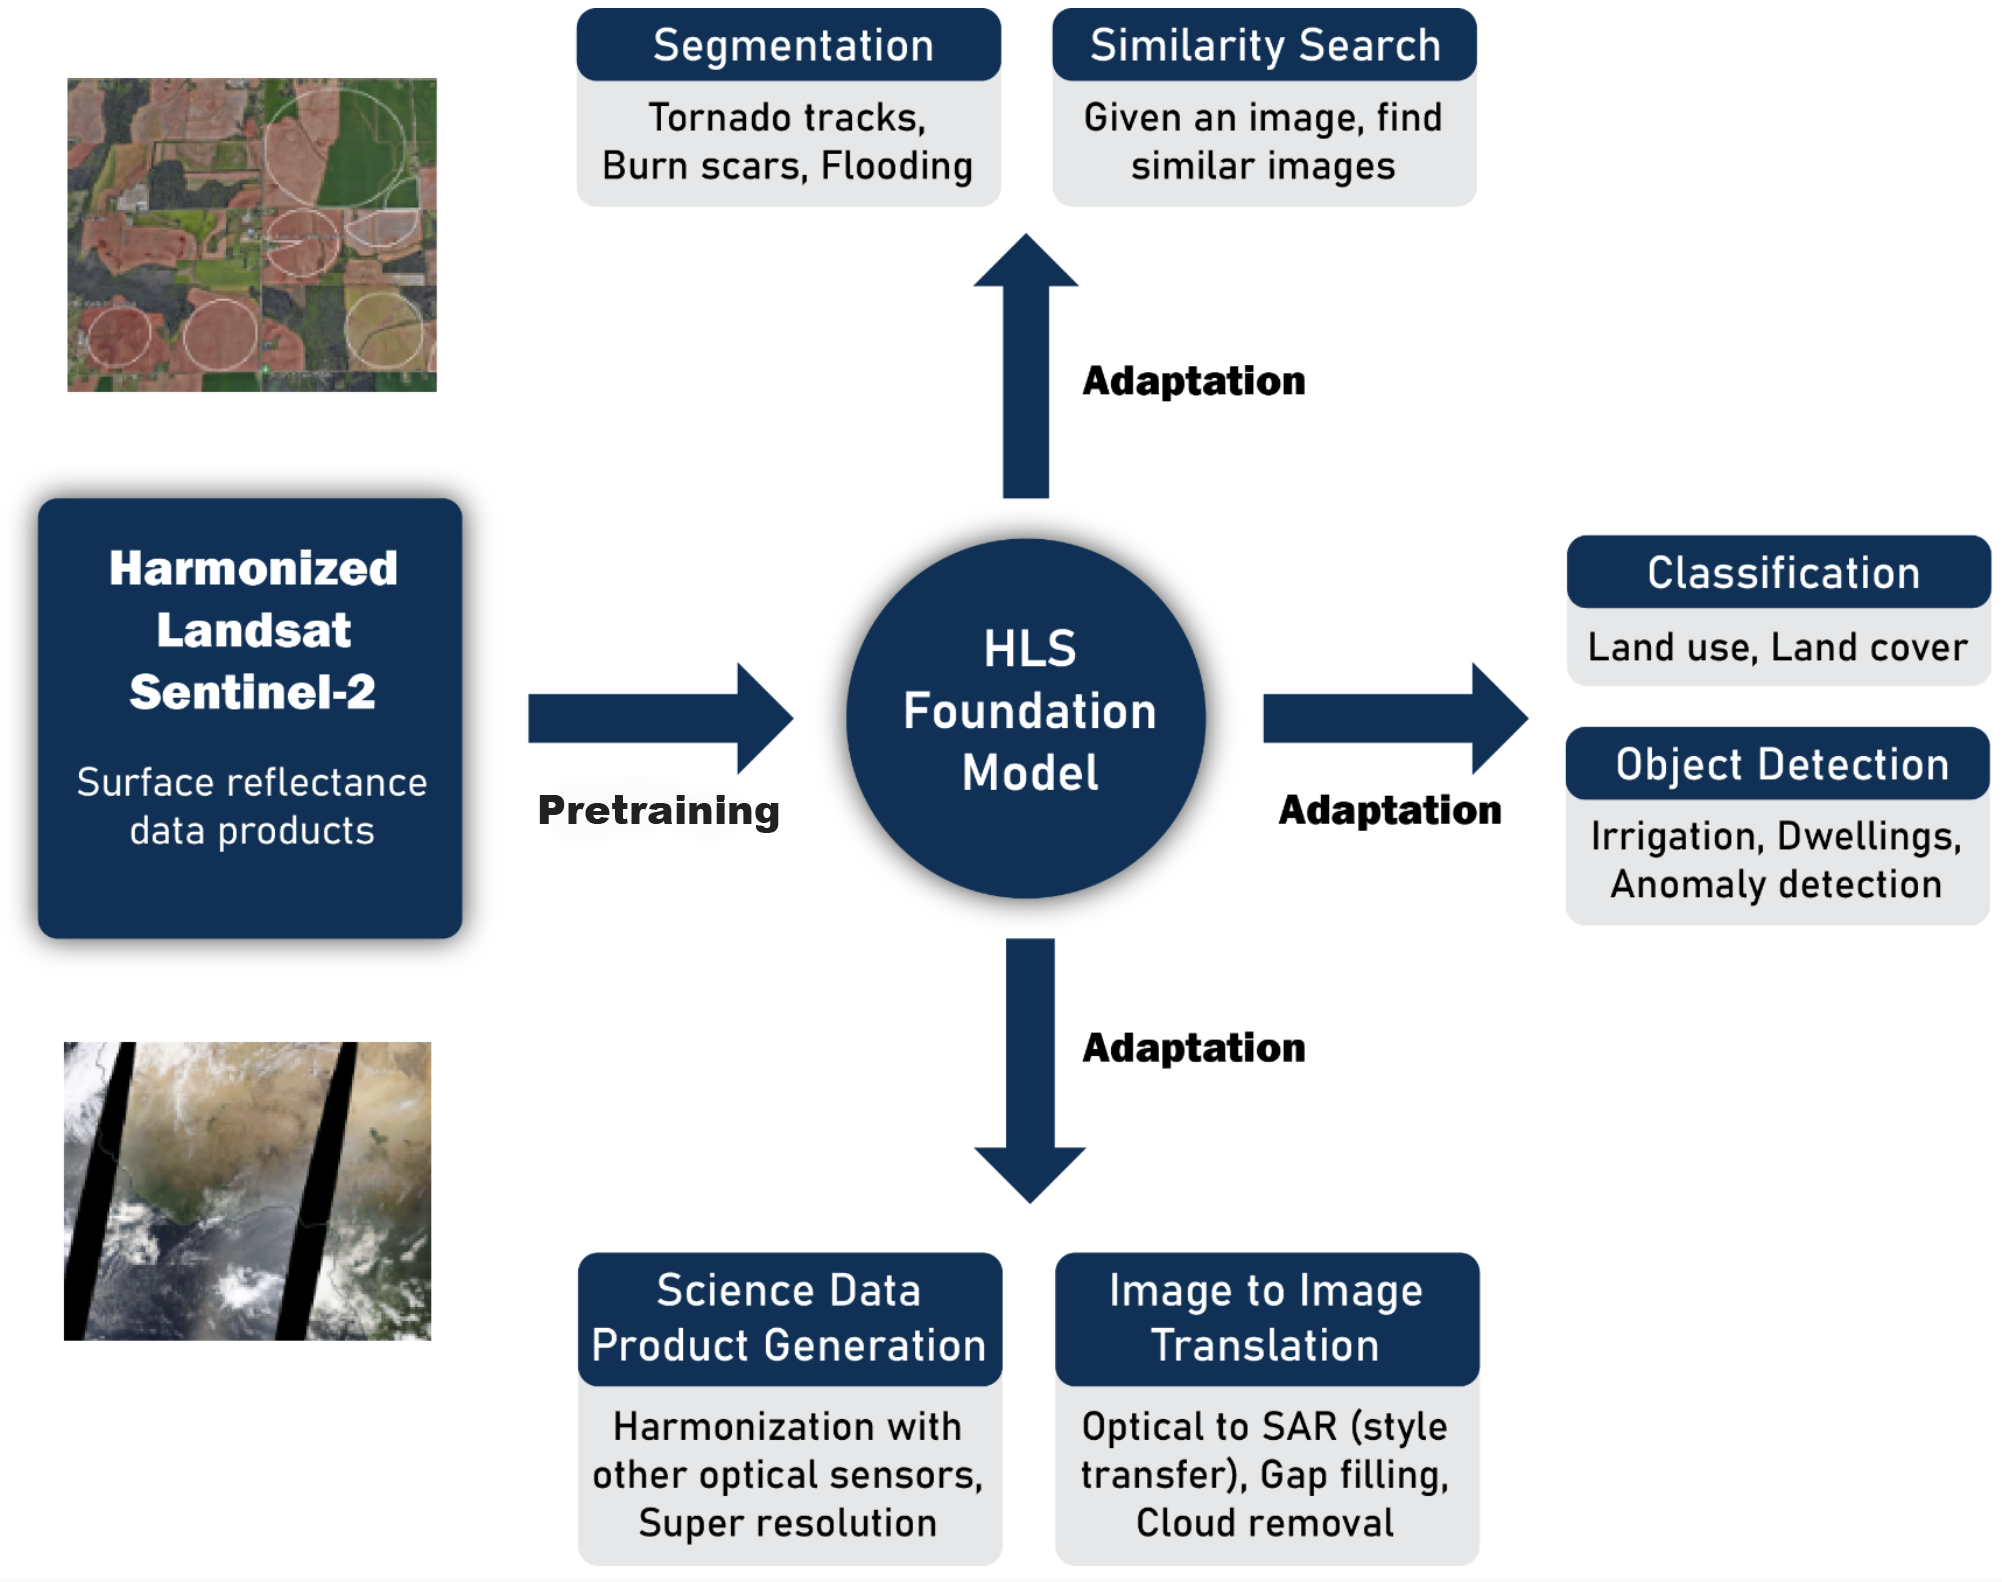 Segmentation
Tornado tracks,
Burn scars, Flooding
Similarity Search
Given an image, find
similar images
Adaptation
Harmonized
Landsat
Sentinel-2
Surface reflectance
data products
Pretraining
HLS
Foundation
Model
Adaptation
Classification
Land use, Land cover
Object Detection
Irrigation, Dwellings,
Anomaly detection
Adaptation
Science Data
Product Generation
Harmonization with
other optical sensors,
Super resolution
Image to Image
Translation
Optical to SAR (style
transfer), Gap filling,
Cloud removal